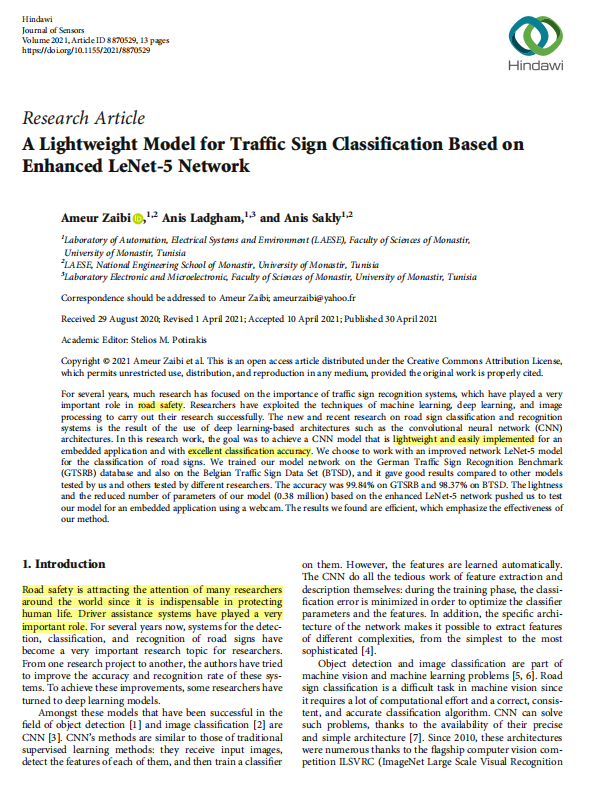 Hindawi
Journal of Sensors
Volume 2021, Article ID 8870529, 13 pages
https://doi.org/10.1155/2021/8870529
Hindawi
Research Article
A Lightweight Model for Traffic Sign Classification Based on
Enhanced LeNet-5 Network
Ameur Zaibi iD,1,2 Anis Ladgham,1,3 and Anis Sakly1,2
1Laboratory of Automation, Electrical Systems and Environment (LAESE), Faculty of Sciences of Monastir,
University of Monastir, Tunisia
2LAESE, National Engineering School of Monastir, University of Monastir, Tunisia
3Laboratory Electronic and Microelectronic, Faculty of Sciences of Monastir, University of Monastir, Tunisia
Correspondence should be addressed to Ameur Zaibi; ameurzaibi@yahoo.fr
Received 29 August 2020; Revised 1 April 2021; Accepted 10 April 2021; Published 30 April 2021
Academic Editor: Stelios M. Potirakis
Copyright © 2021 Ameur Zaibi et al. This is an open access article distributed under the Creative Commons Attribution License,
which permits unrestricted use, distribution, and reproduction in any medium, provided the original work is properly cited.
For several years, much research has focused on the importance of traffic sign recognition systems, which have played a very
important role in road safety. Researchers have exploited the techniques of machine learning, deep learning, and image
processing to carry out their research successfully. The new and recent research on road sign classification and recognition
systems is the result of the use of deep learning-based architectures such as the convolutional neural network (CNN)
architectures. In this research work, the goal was to achieve a CNN model that is lightweight and easily implemented for an
embedded application and with excellent classification accuracy. We choose to work with an improved network LeNet-5 model
for the classification of road signs. We trained our model network on the German Traffic Sign Recognition Benchmark
(GTSRB) database and also on the Belgian Traffic Sign Data Set (BTSD), and it gave good results compared to other models
tested by us and others tested by different researchers. The accuracy was 99.84% on GTSRB and 98.37% on BTSD. The lightness
and the reduced number of parameters of our model (0.38 million) based on the enhanced LeNet-5 network pushed us to test
our model for an embedded application using a webcam. The results we found are efficient, which emphasize the effectiveness of
our method.
1. Introduction
Road safety is attracting the attention of many researchers
around the world since it is indispensable in protecting
human life. Driver assistance systems have played a very
important role. For several years now, systems for the detec-
tion, classification, and recognition of road signs have
become a very important research topic for researchers.
From one research project to another, the authors have tried
to improve the accuracy and recognition rate of these sys-
tems. To achieve these improvements, some researchers have
turned to deep learning models.
Amongst these models that have been successful in the
field of object detection [1] and image classification [2] are
CNN [3]. CNN's methods are similar to those of traditional
supervised learning methods: they receive input images,
detect the features of each of them, and then train a classifier
on them. However, the features are learned automatically.
The CNN do all the tedious work of feature extraction and
description themselves: during the training phase, the classi-
fication error is minimized in order to optimize the classifier
parameters and the features. In addition, the specific archi-
tecture of the network makes it possible to extract features
of different complexities, from the simplest to the most
sophisticated [4].
Object detection and image classification are part of
machine vision and machine learning problems [5, 6]. Road
sign classification is a difficult task in machine vision since
it requires a lot of computational effort and a correct, consis-
tent, and accurate classification algorithm. CNN can solve
such problems, thanks to the availability of their precise
and simple architecture [7]. Since 2010, these architectures
were numerous thanks to the flagship computer vision com-
petition ILSVRC (ImageNet Large Scale Visual Recognition